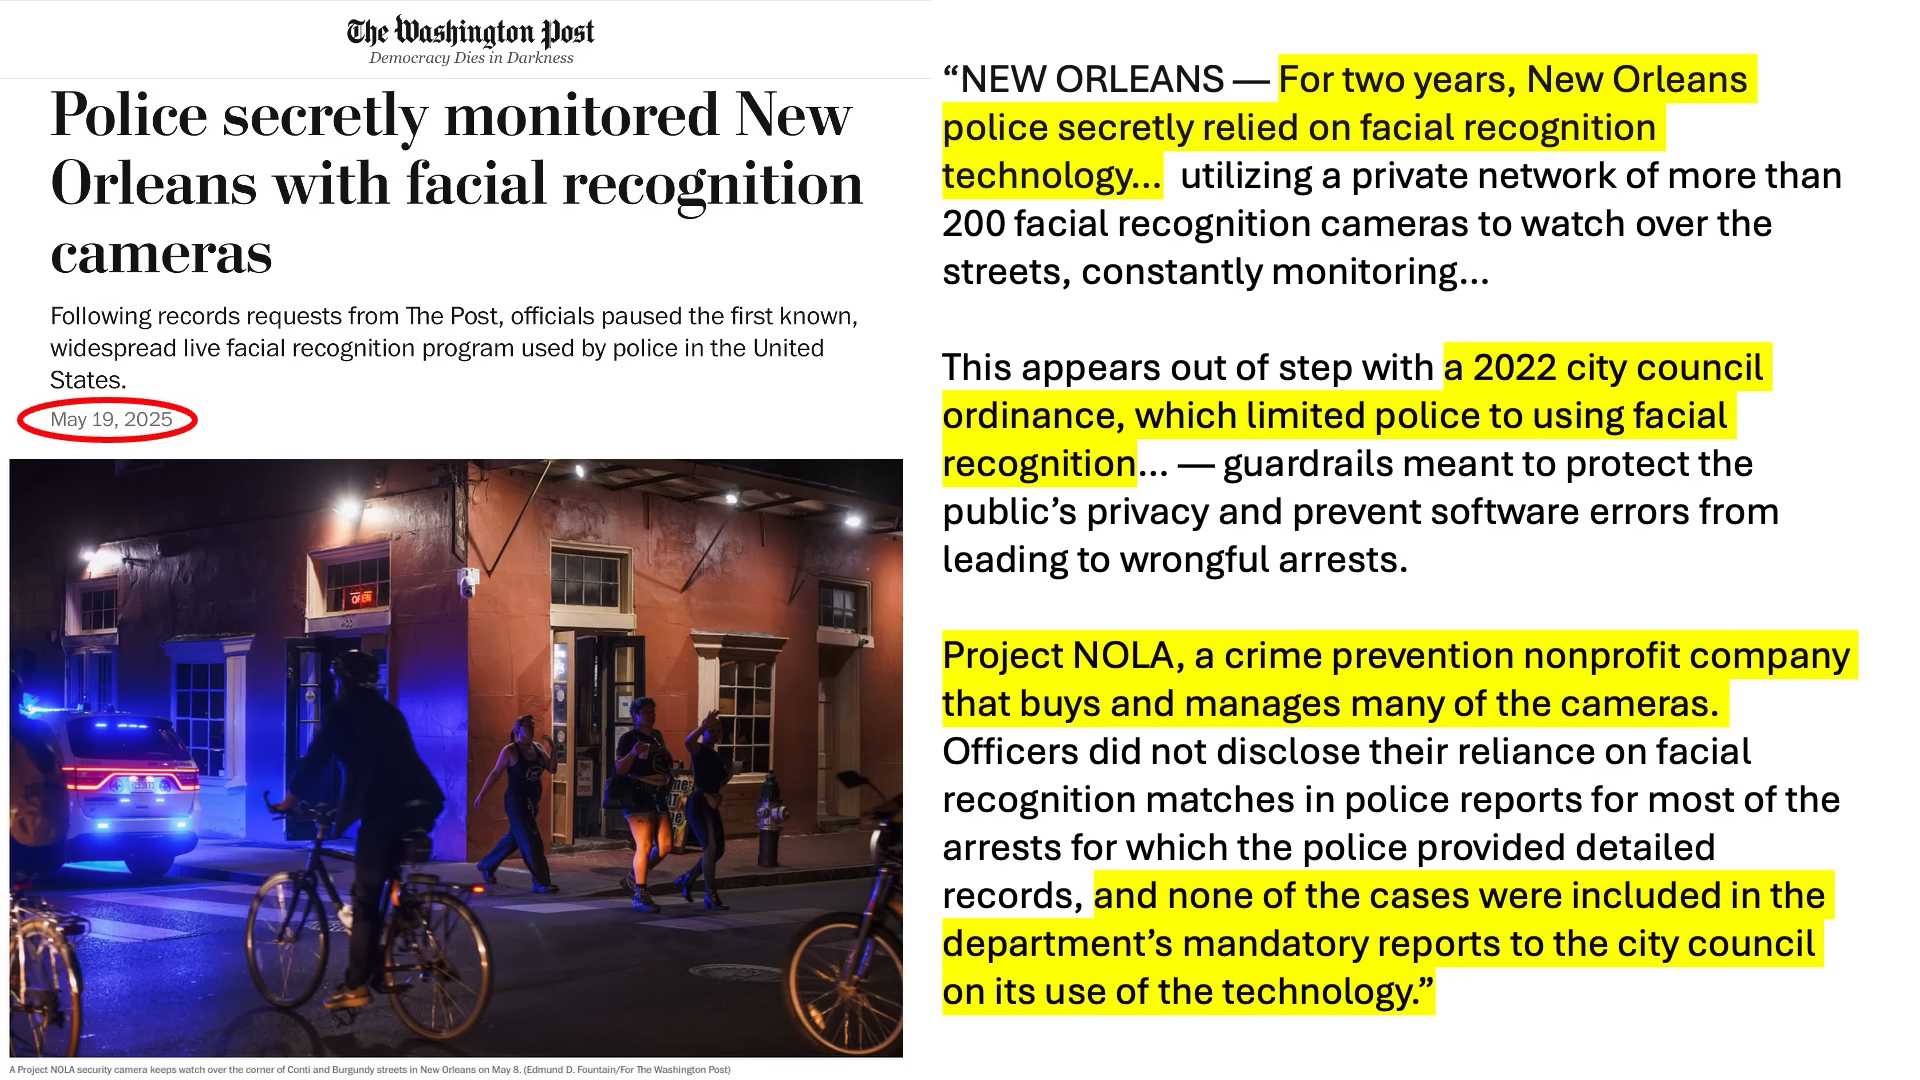 The Washington Post
Democracy Dies in Darkness
Police secretly monitored New
Orleans with facial recognition
cameras
Following records requests from The Post, officials paused the first known,
widespread live facial recognition program used by police in the United
States.
May 19, 2025
OPEN
A Project NOLA security camera keeps watch over the corner of Conti and Burgundy streets in New Orleans on May 8. (Edmund D. Fountain/For The Washington Post)
“NEW ORLEANS — For two years, New Orleans
police secretly relied on facial recognition
technology... utilizing a private network of more than
200 facial recognition cameras to watch over the
streets, constantly monitoring...
This appears out of step with a 2022 city council
ordinance, which limited police to using facial
recognition... — guardrails meant to protect the
public’s privacy and prevent software errors from
leading to wrongful arrests.
Project NOLA, a crime prevention nonprofit company
that buys and manages many of the cameras.
Officers did not disclose their reliance on facial
recognition matches in police reports for most of the
arrests for which the police provided detailed
records, and none of the cases were included in the
department’s mandatory reports to the city council
on its use of the technology.”